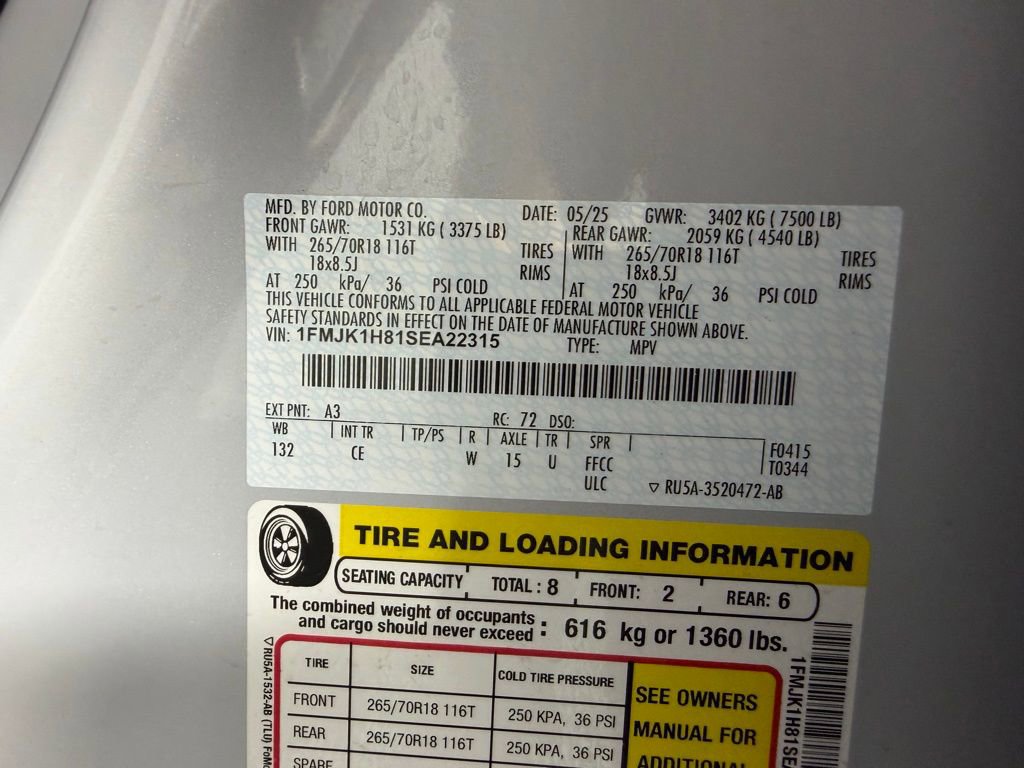 MFD. BY FORD MOTOR CO. DATE: 05/25 GVWR: 3402 KG ( 7500 LB)
FRONT GAWR: 1531 KG ( 3375 LB) REAR GAWR: 2059 KG ( 4540 LB)
WITH 265/70R18 116T TIRES WITH 265/70R18 116T TIRES
18x8.5J RIMS 18x8.5J RIMS
AT 250 kPa/ 36 PSI COLD AT 250 kPa/ 36 PSI COLD
THIS VEHICLE CONFORMS TO ALL APPLICABLE FEDERAL MOTOR VEHICLE
SAFETY STANDARDS IN EFFECT ON THE DATE OF MANUFACTURE SHOWN ABOVE.
VIN: 1FMJK1H81SEA22315 TYPE: MPV
EXT PNT: A3 RC: 72 DSO:
WB INT TR TP/PS R AXLE TR SPR F0415
132 CE W 15 U FFCC T0344
ULC RU5A-3520472-AB
TIRE AND LOADING INFORMATION
SEATING CAPACITY TOTAL : 8 FRONT: 2 REAR: 6
The combined weight of occupants
and cargo should never exceed : 616 kg or 1360 lbs.
TIRE SIZE COLD TIRE PRESSURE
FRONT 265/70R18 116T 250 KPA, 36 PSI
REAR 265/70R18 116T 250 KPA, 36 PSI
SPARE
SEE OWNERS
MANUAL FOR
ADDITIONAL
RU5A-1532-AB (TLU) FoMo
1FMJK1H81SEA